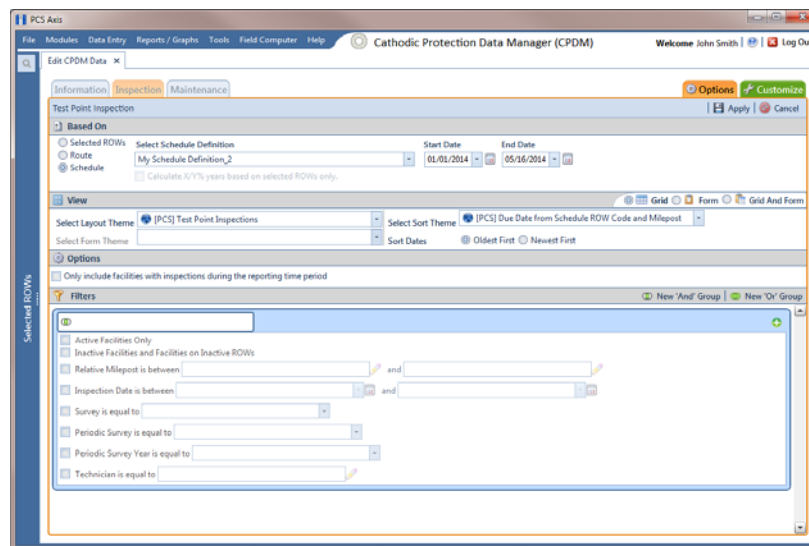 PCS Axis
File Modules Data Entry Reports / Graphs Tools Field Computer Help Cathodic Protection Data Manager (CPDM) Welcome John Smith | Log Ou
Edit CPDM Data
Information Inspection Maintenance Options Customize
Test Point Inspection Apply | Cancel
Based On
Selected ROWs Select Schedule Definition Start Date End Date
Route My Schedule Definition_2 01/01/2014 05/16/2014
Schedule Calculate X/Y% years based on selected ROWs only.
View Grid Form Grid And Form
Select Layout Theme [PCS] Test Point Inspections Select Sort Theme [PCS] Due Date from Schedule ROW Code and Milepost
Select Form Theme Sort Dates Oldest First Newest First
Options
Only include facilities with inspections during the reporting time period
Selected ROWs
Filters New 'And' Group | New 'Or' Group
Active Facilities Only
Inactive Facilities and Facilities on Inactive ROWs
Relative Milepost is between and
Inspection Date is between and
Survey is equal to
Periodic Survey is equal to
Periodic Survey Year is equal to
Technician is equal to